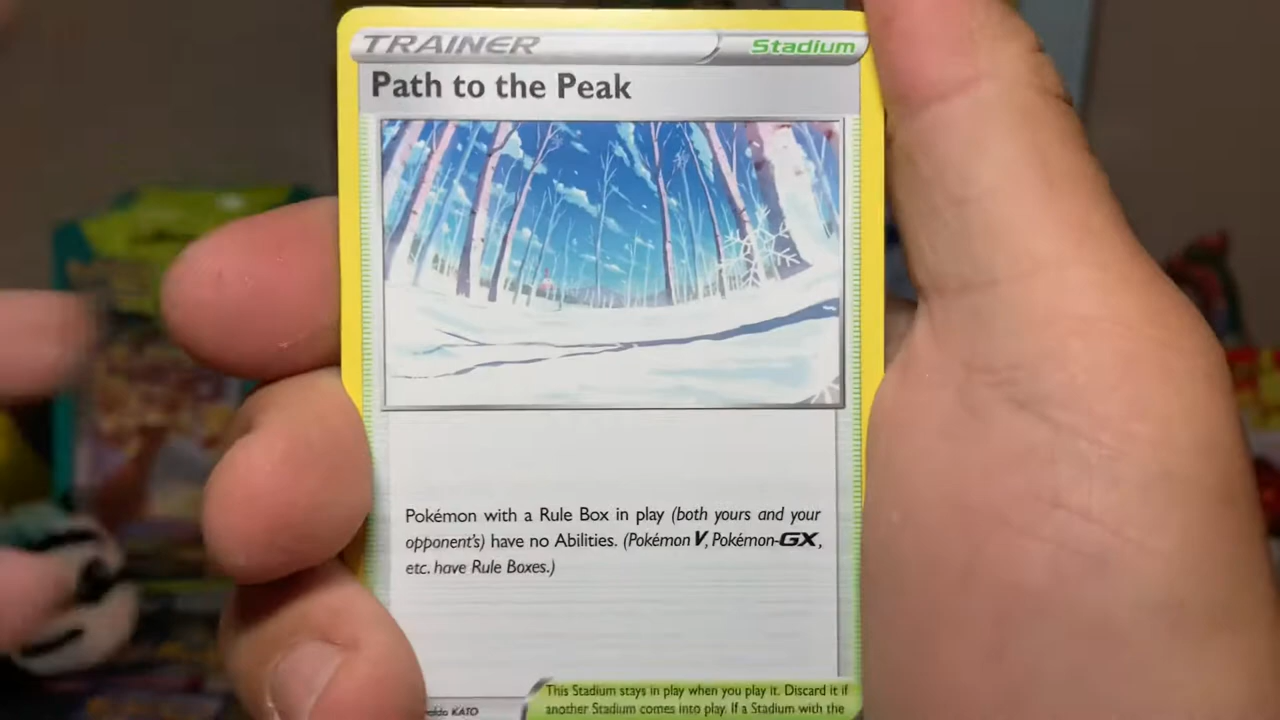 TRAINER
Stadium
Path to the Peak
Pokémon with a Rule Box in play (both yours and your
opponent's) have no Abilities. (Pokémon V, Pokémon-GX,
etc. have Rule Boxes.)
This Stadium stays in play when you play it. Discard it if
another Stadium comes into play. If a Stadium with the
KATO